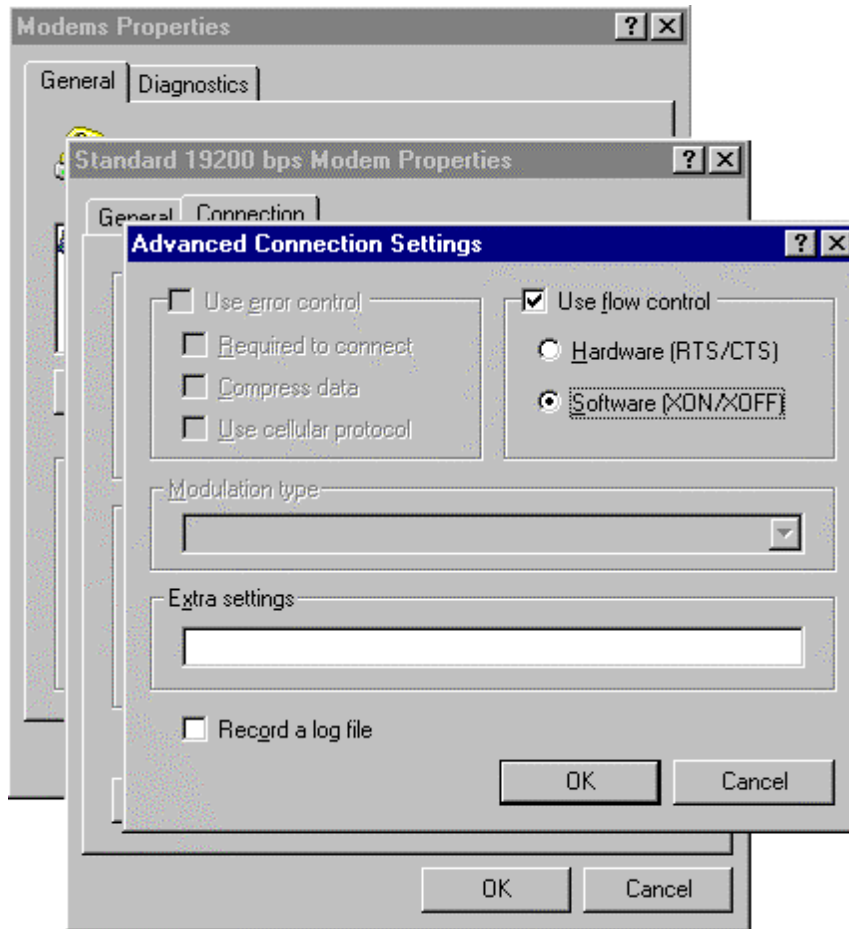 Modems Properties
General Diagnostics
Standard 19200 bps Modem Properties
General Connection
Advanced Connection Settings
Use error control
Required to connect
Compress data
Use cellular protocol
Use flow control
Hardware (RTS/CTS)
Software (XON/XOFF)
Modulation type
Extra settings
Record a log file
OK Cancel
OK Cancel